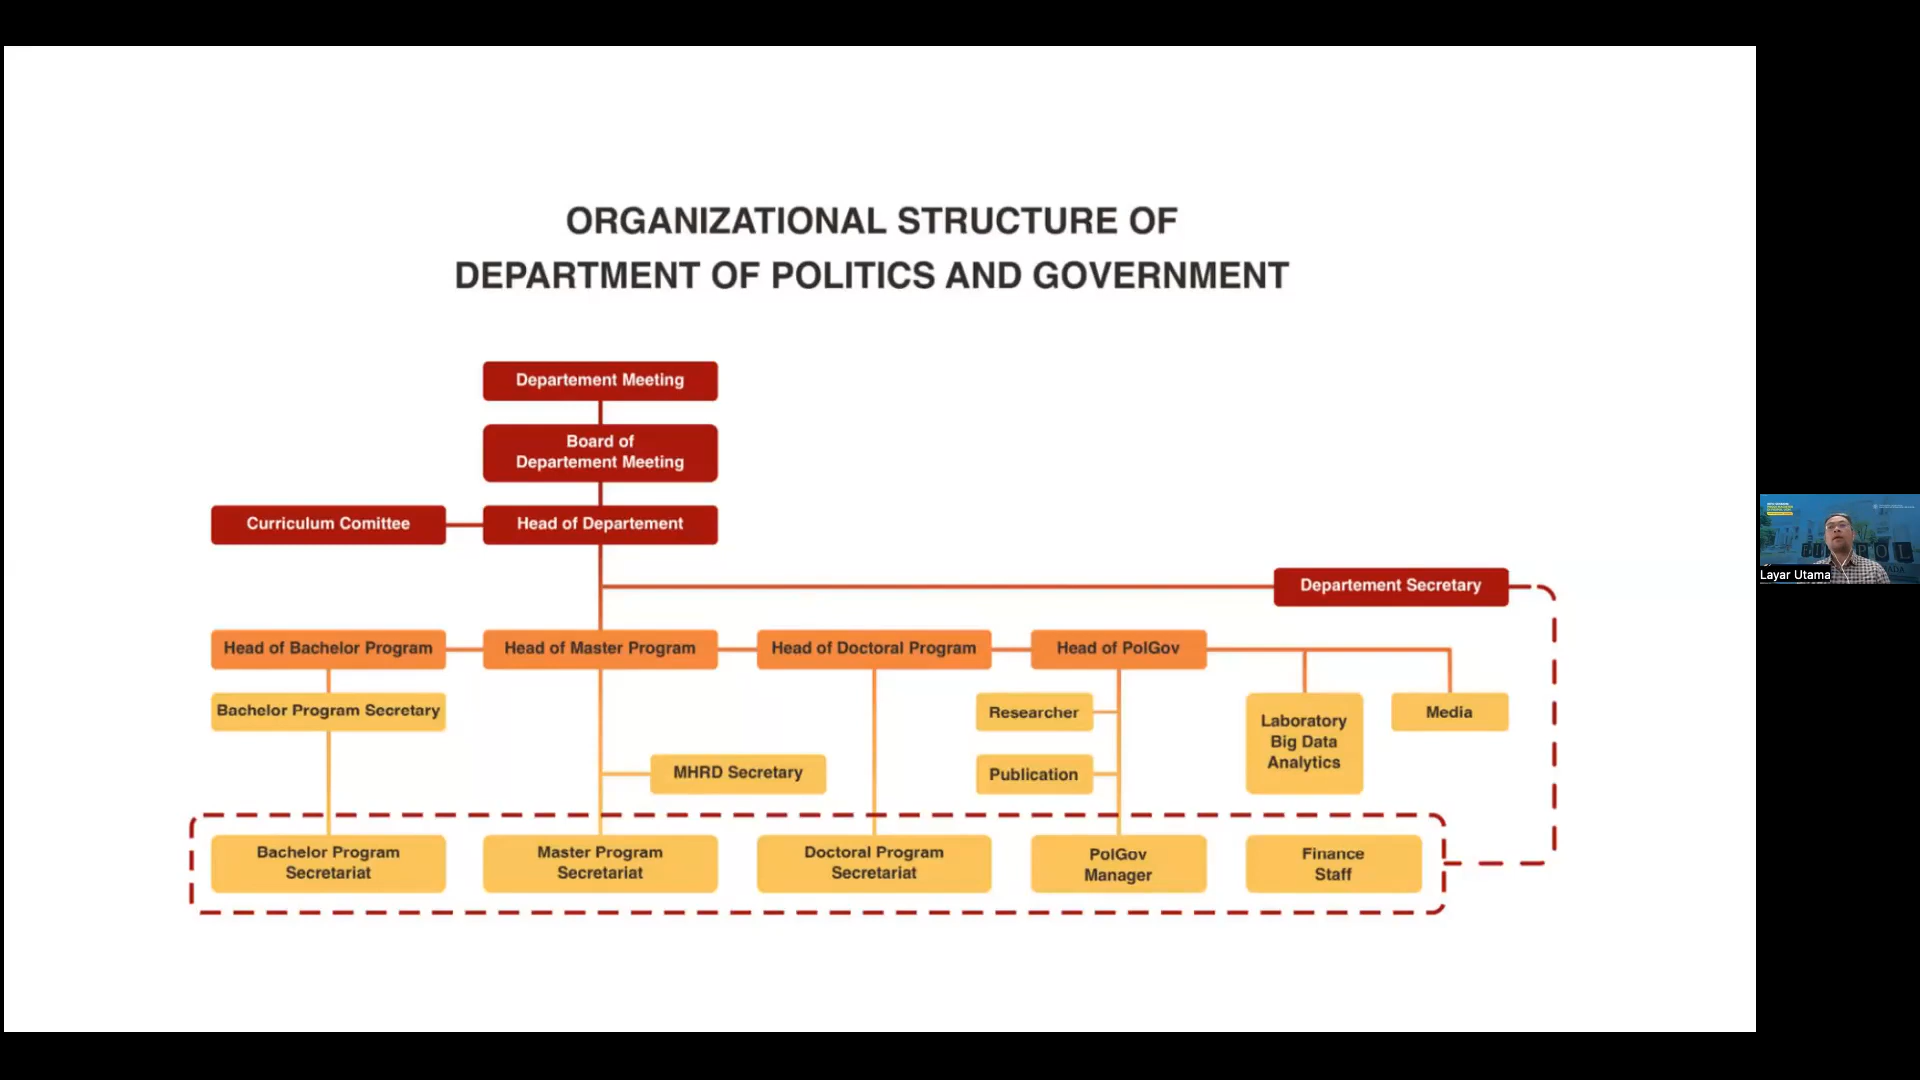 ORGANIZATIONAL STRUCTURE OF
DEPARTMENT OF POLITICS AND GOVERNMENT
Departement Meeting
Board of
Departement Meeting
Curriculum Comittee
Head of Departement
Departement Secretary
Head of Bachelor Program
Head of Master Program
Head of Doctoral Program
Head of PolGov
Bachelor Program Secretary
Researcher
Laboratory
Big Data
Analytics
Media
MHRD Secretary
Publication
Bachelor Program
Secretariat
Master Program
Secretariat
Doctoral Program
Secretariat
PolGov
Manager
Finance
Staff
Layar Utama